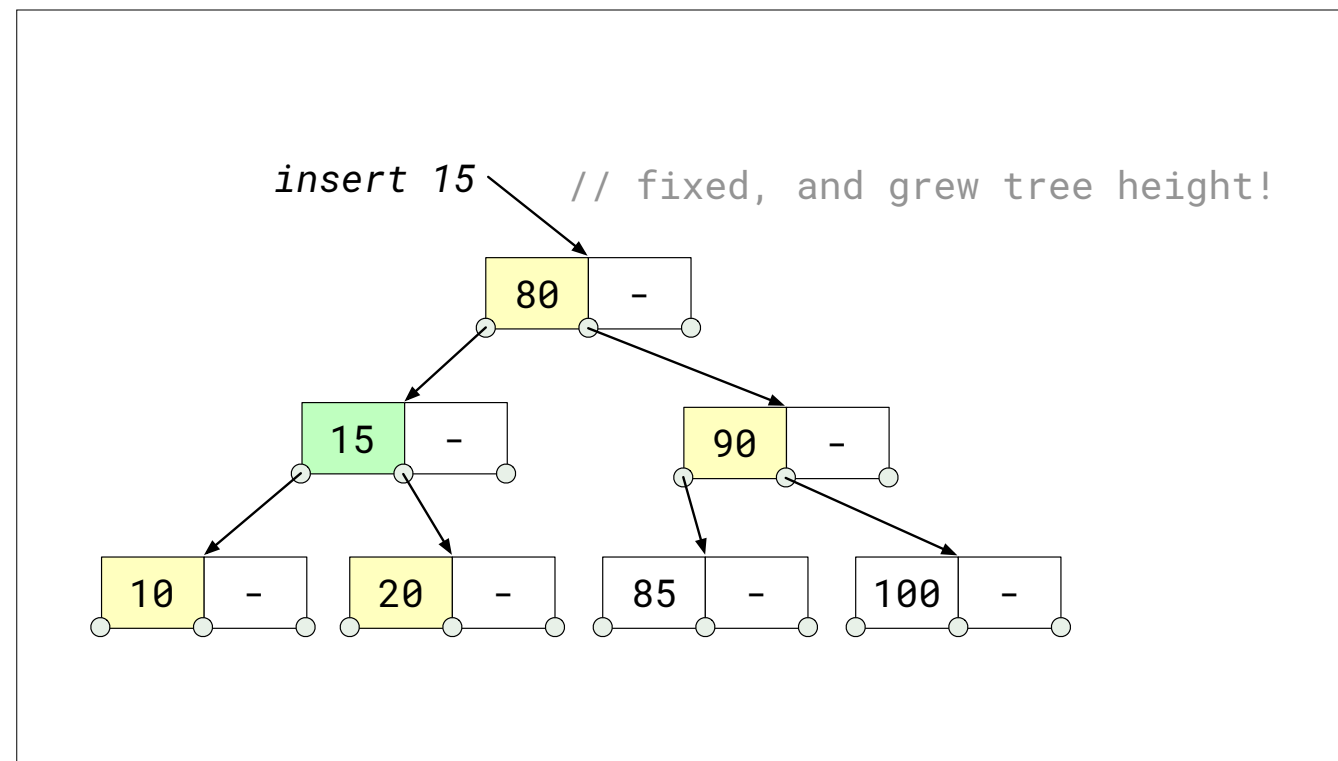 insert 15 // fixed, and grew tree height!
80 -
15 - 90 -
10 - 20 - 85 - 100 -